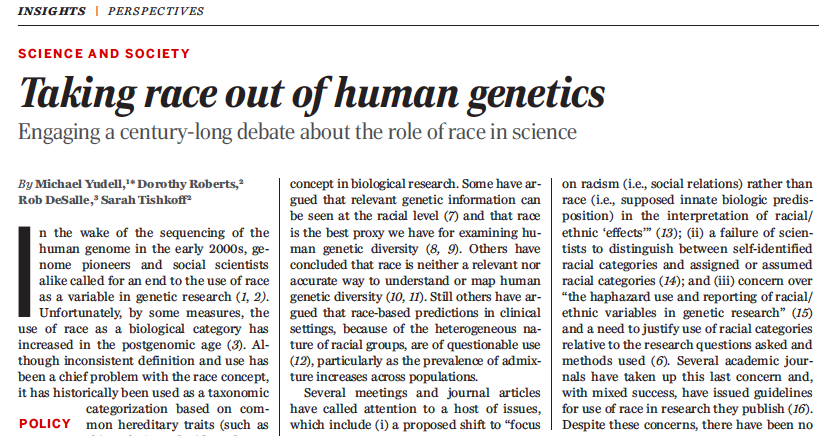 INSIGHTS | PERSPECTIVES
SCIENCE AND SOCIETY
Taking race out of human genetics
Engaging a century-long debate about the role of race in science
By Michael Yudell,¹* Dorothy Roberts,²
Rob DeSalle,³ Sarah Tishkoff²
In the wake of the sequencing of the
human genome in the early 2000s, ge-
nome pioneers and social scientists
alike called for an end to the use of race
as a variable in genetic research (1, 2).
Unfortunately, by some measures, the
use of race as a biological category has
increased in the postgenomic age (3). Al-
though inconsistent definition and use has
been a chief problem with the race concept,
it has historically been used as a taxonomic
categorization based on com-
POLICY mon hereditary traits (such as
concept in biological research. Some have ar-
gued that relevant genetic information can
be seen at the racial level (7) and that race
is the best proxy we have for examining hu-
man genetic diversity (8, 9). Others have
concluded that race is neither a relevant nor
accurate way to understand or map human
genetic diversity (10, 11). Still others have ar-
gued that race-based predictions in clinical
settings, because of the heterogeneous na-
ture of racial groups, are of questionable use
(12), particularly as the prevalence of admix-
ture increases across populations.
Several meetings and journal articles
have called attention to a host of issues,
which include (i) a proposed shift to “focus
on racism (i.e., social relations) rather than
race (i.e., supposed innate biologic predis-
position) in the interpretation of racial/
ethnic ‘effects’” (13); (ii) a failure of scien-
tists to distinguish between self-identified
racial categories and assigned or assumed
racial categories (14); and (iii) concern over
“the haphazard use and reporting of racial/
ethnic variables in genetic research” (15)
and a need to justify use of racial categories
relative to the research questions asked and
methods used (6). Several academic jour-
nals have taken up this last concern and,
with mixed success, have issued guidelines
for use of race in research they publish (16).
Despite these concerns, there have been no